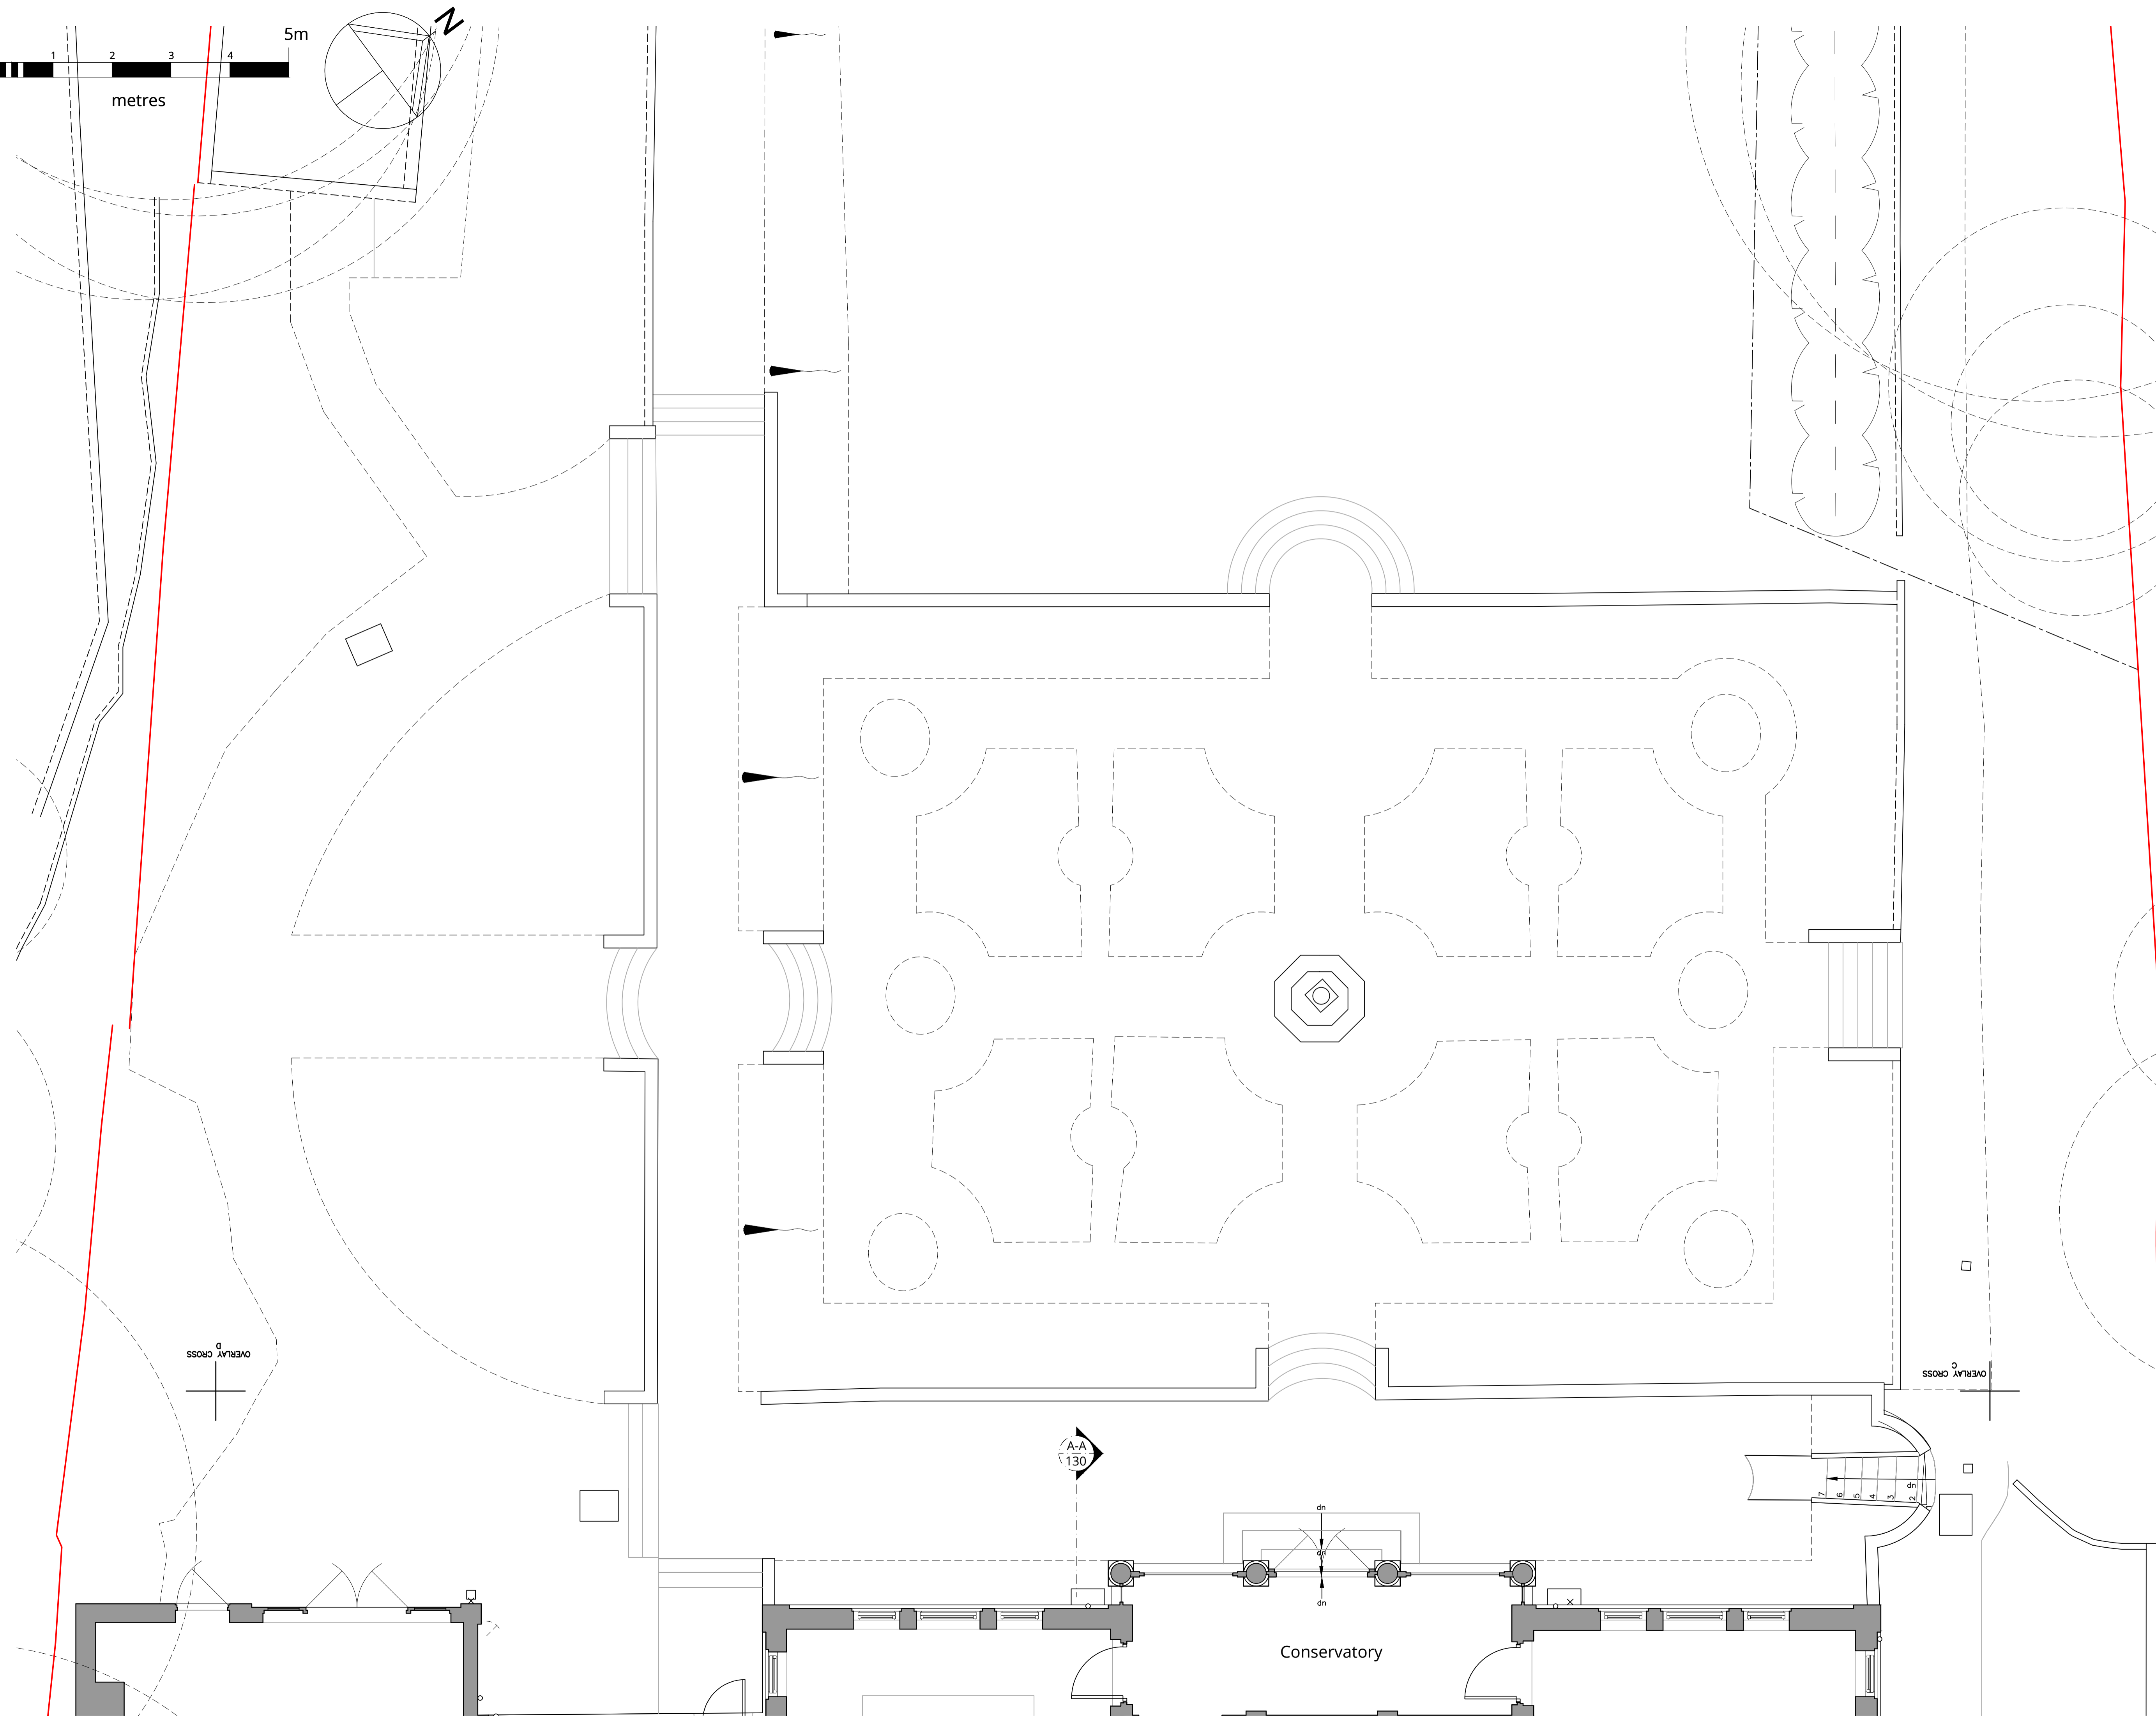 N
5m
1 2 3 4
metres
OVERLAY CROSS
D
OVERLAY CROSS
C
A-A
130
dn
7 6 5 4 3 2
dn
dn
dn
Conservatory